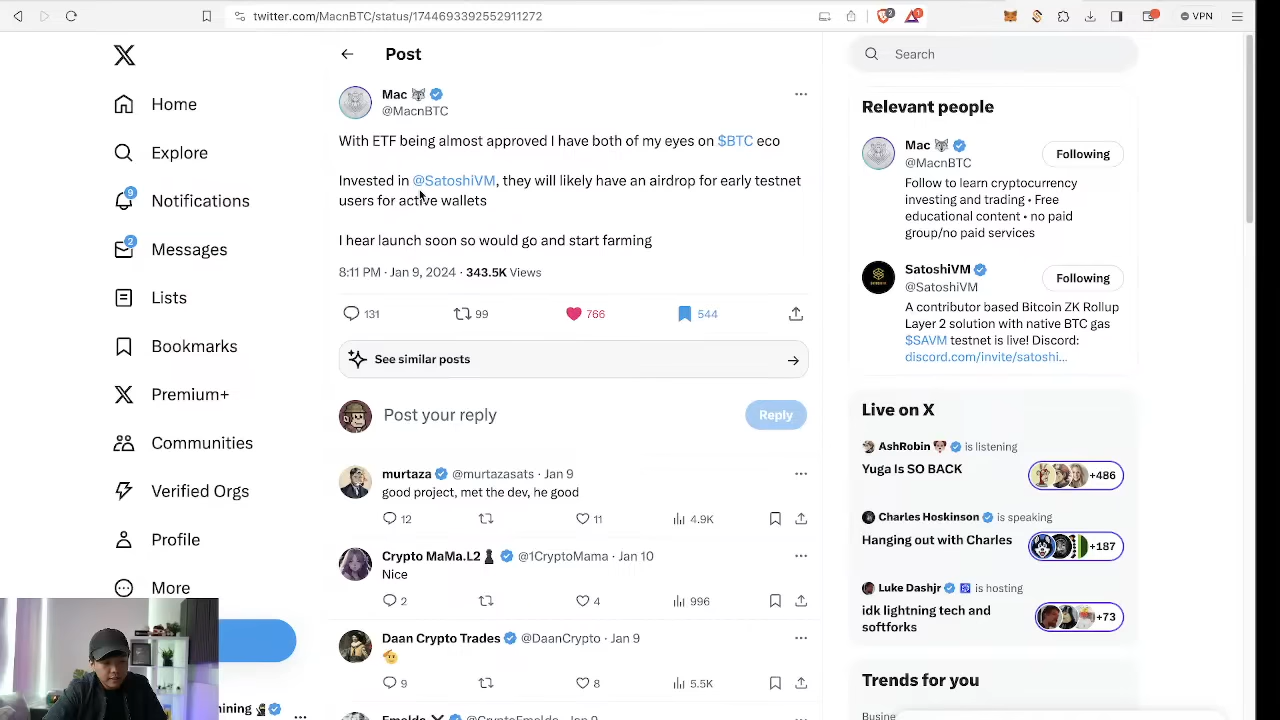 twitter.com/MacnBTC/status/1744693392552911272
2
1
VPN
Home
Explore
9
Notifications
2
Messages
Lists
Bookmarks
Premium+
Communities
Verified Orgs
Profile
More
Post
Mac
@MacnBTC
With ETF being almost approved I have both of my eyes on $BTC eco
Invested in @SatoshiVM, they will likely have an airdrop for early testnet
users for active wallets
I hear launch soon so would go and start farming
8:11 PM · Jan 9, 2024 · 343.5K Views
131 99 766 544
See similar posts
Post your reply
Reply
murtaza @murtazasats · Jan 9
good project, met the dev, he good
12 11 4.9K
Crypto MaMa.L2 @1CryptoMama · Jan 10
Nice
2 4 996
Daan Crypto Trades @DaanCrypto · Jan 9
9 8 5.5K
Search
Relevant people
Mac
@MacnBTC
Following
Follow to learn cryptocurrency
investing and trading • Free
educational content • no paid
group/no paid services
SatoshiVM
@SatoshiVM
Following
A contributor based Bitcoin ZK Rollup
Layer 2 solution with native BTC gas
$SAVM testnet is live! Discord:
discord.com/invite/satoshi...
Live on X
AshRobin is listening
Yuga Is SO BACK
+486
Charles Hoskinson is speaking
Hanging out with Charles
+187
Luke Dashjr is hosting
idk lightning tech and
softforks
+73
Trends for you